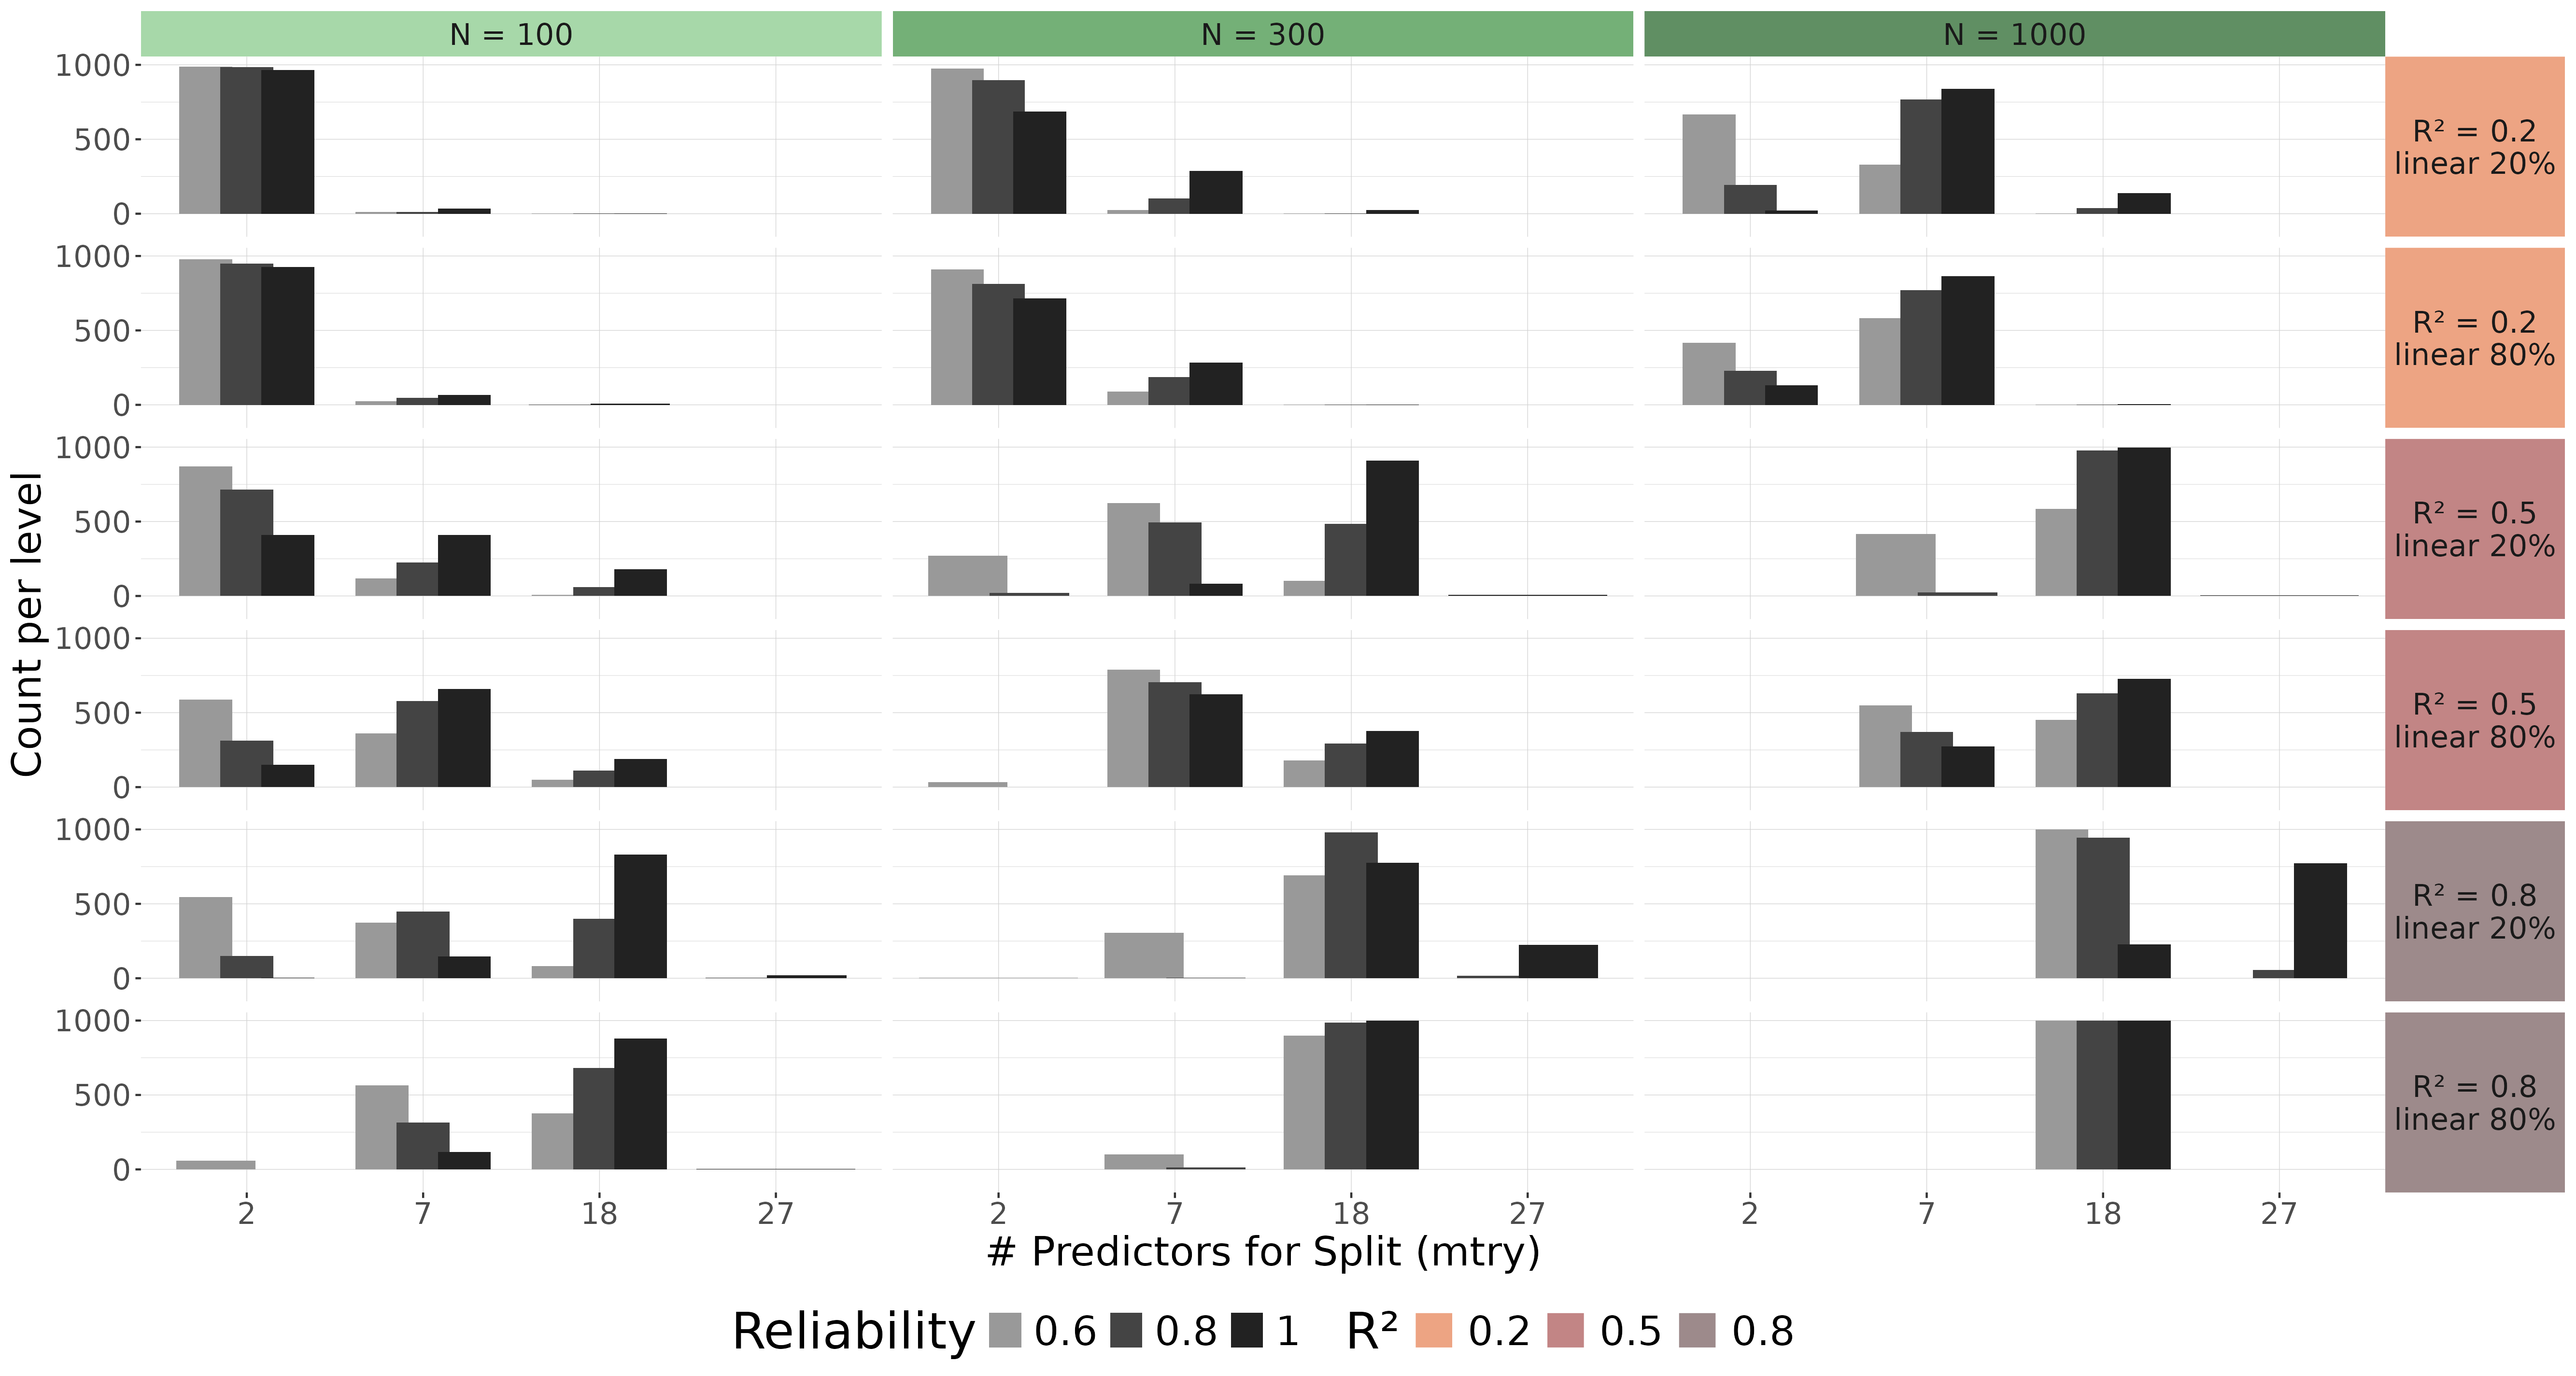 N = 100
N = 300
N = 1000
1000
500
0
R² = 0.2
linear 20%
1000
500
0
R² = 0.2
linear 80%
1000
500
0
R² = 0.5
linear 20%
1000
500
0
R² = 0.5
linear 80%
1000
500
0
R² = 0.8
linear 20%
1000
500
0
R² = 0.8
linear 80%
Count per level
2 7 18 27
2 7 18 27
2 7 18 27
# Predictors for Split (mtry)
Reliability 0.6 0.8 1 R² 0.2 0.5 0.8